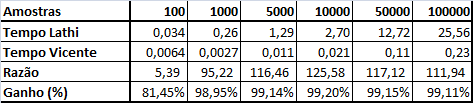 Amostras 100 1000 5000 10000 50000 100000
Tempo Lathi 0,034 0,26 1,29 2,70 12,72 25,56
Tempo Vicente 0,0064 0,0027 0,011 0,021 0,11 0,23
Razão 5,39 95,22 116,46 125,58 117,12 111,94
Ganho (%) 81,45% 98,95% 99,14% 99,20% 99,15% 99,11%